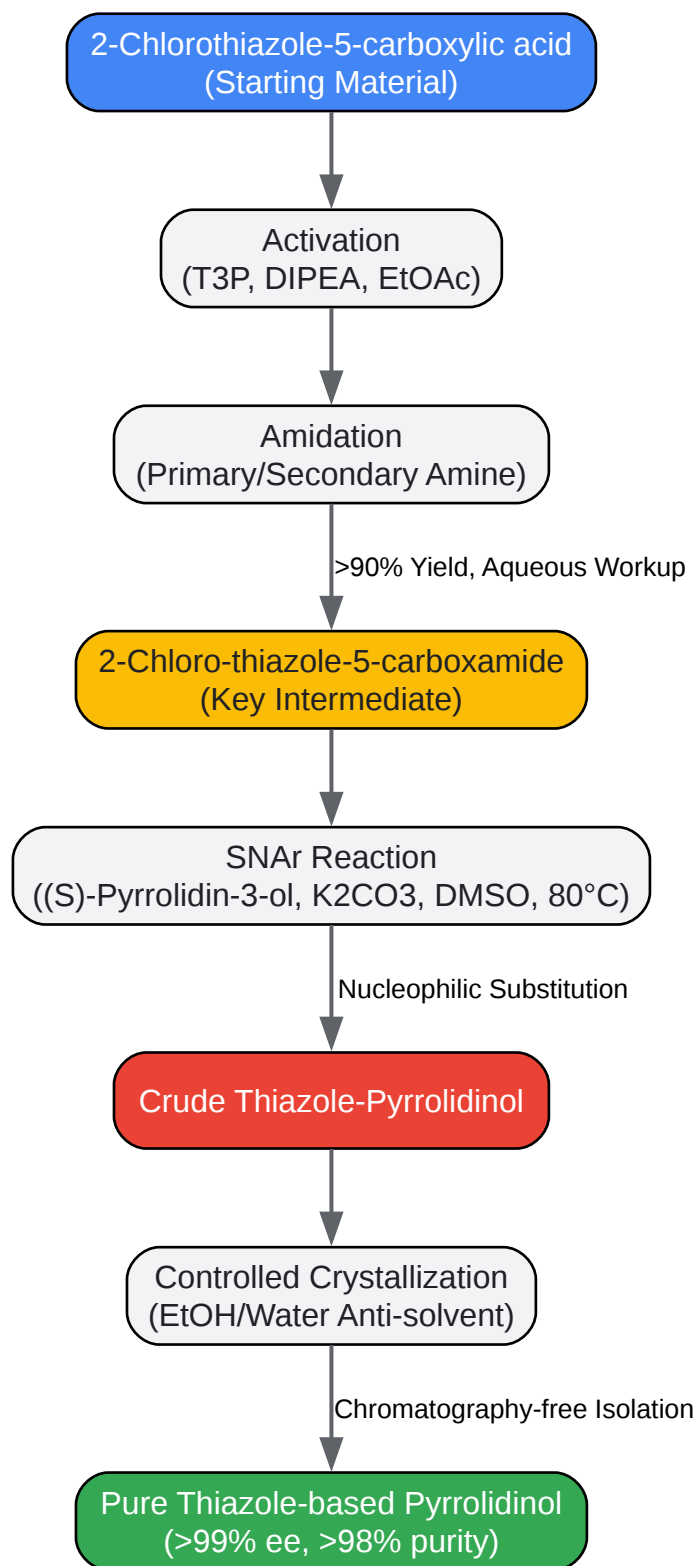 2-Chlorothiazole-5-carboxylic acid
(Starting Material)
Activation
(T3P, DIPEA, EtOAc)
Amidation
(Primary/Secondary Amine)
>90% Yield, Aqueous Workup
2-Chloro-thiazole-5-carboxamide
(Key Intermediate)
SNAr Reaction
((S)-Pyrrolidin-3-ol, K2CO3, DMSO, 80°C)
Nucleophilic Substitution
Crude Thiazole-Pyrrolidinol
Controlled Crystallization
(EtOH/Water Anti-solvent)
Chromatography-free Isolation
Pure Thiazole-based Pyrrolidinol
(>99% ee, >98% purity)